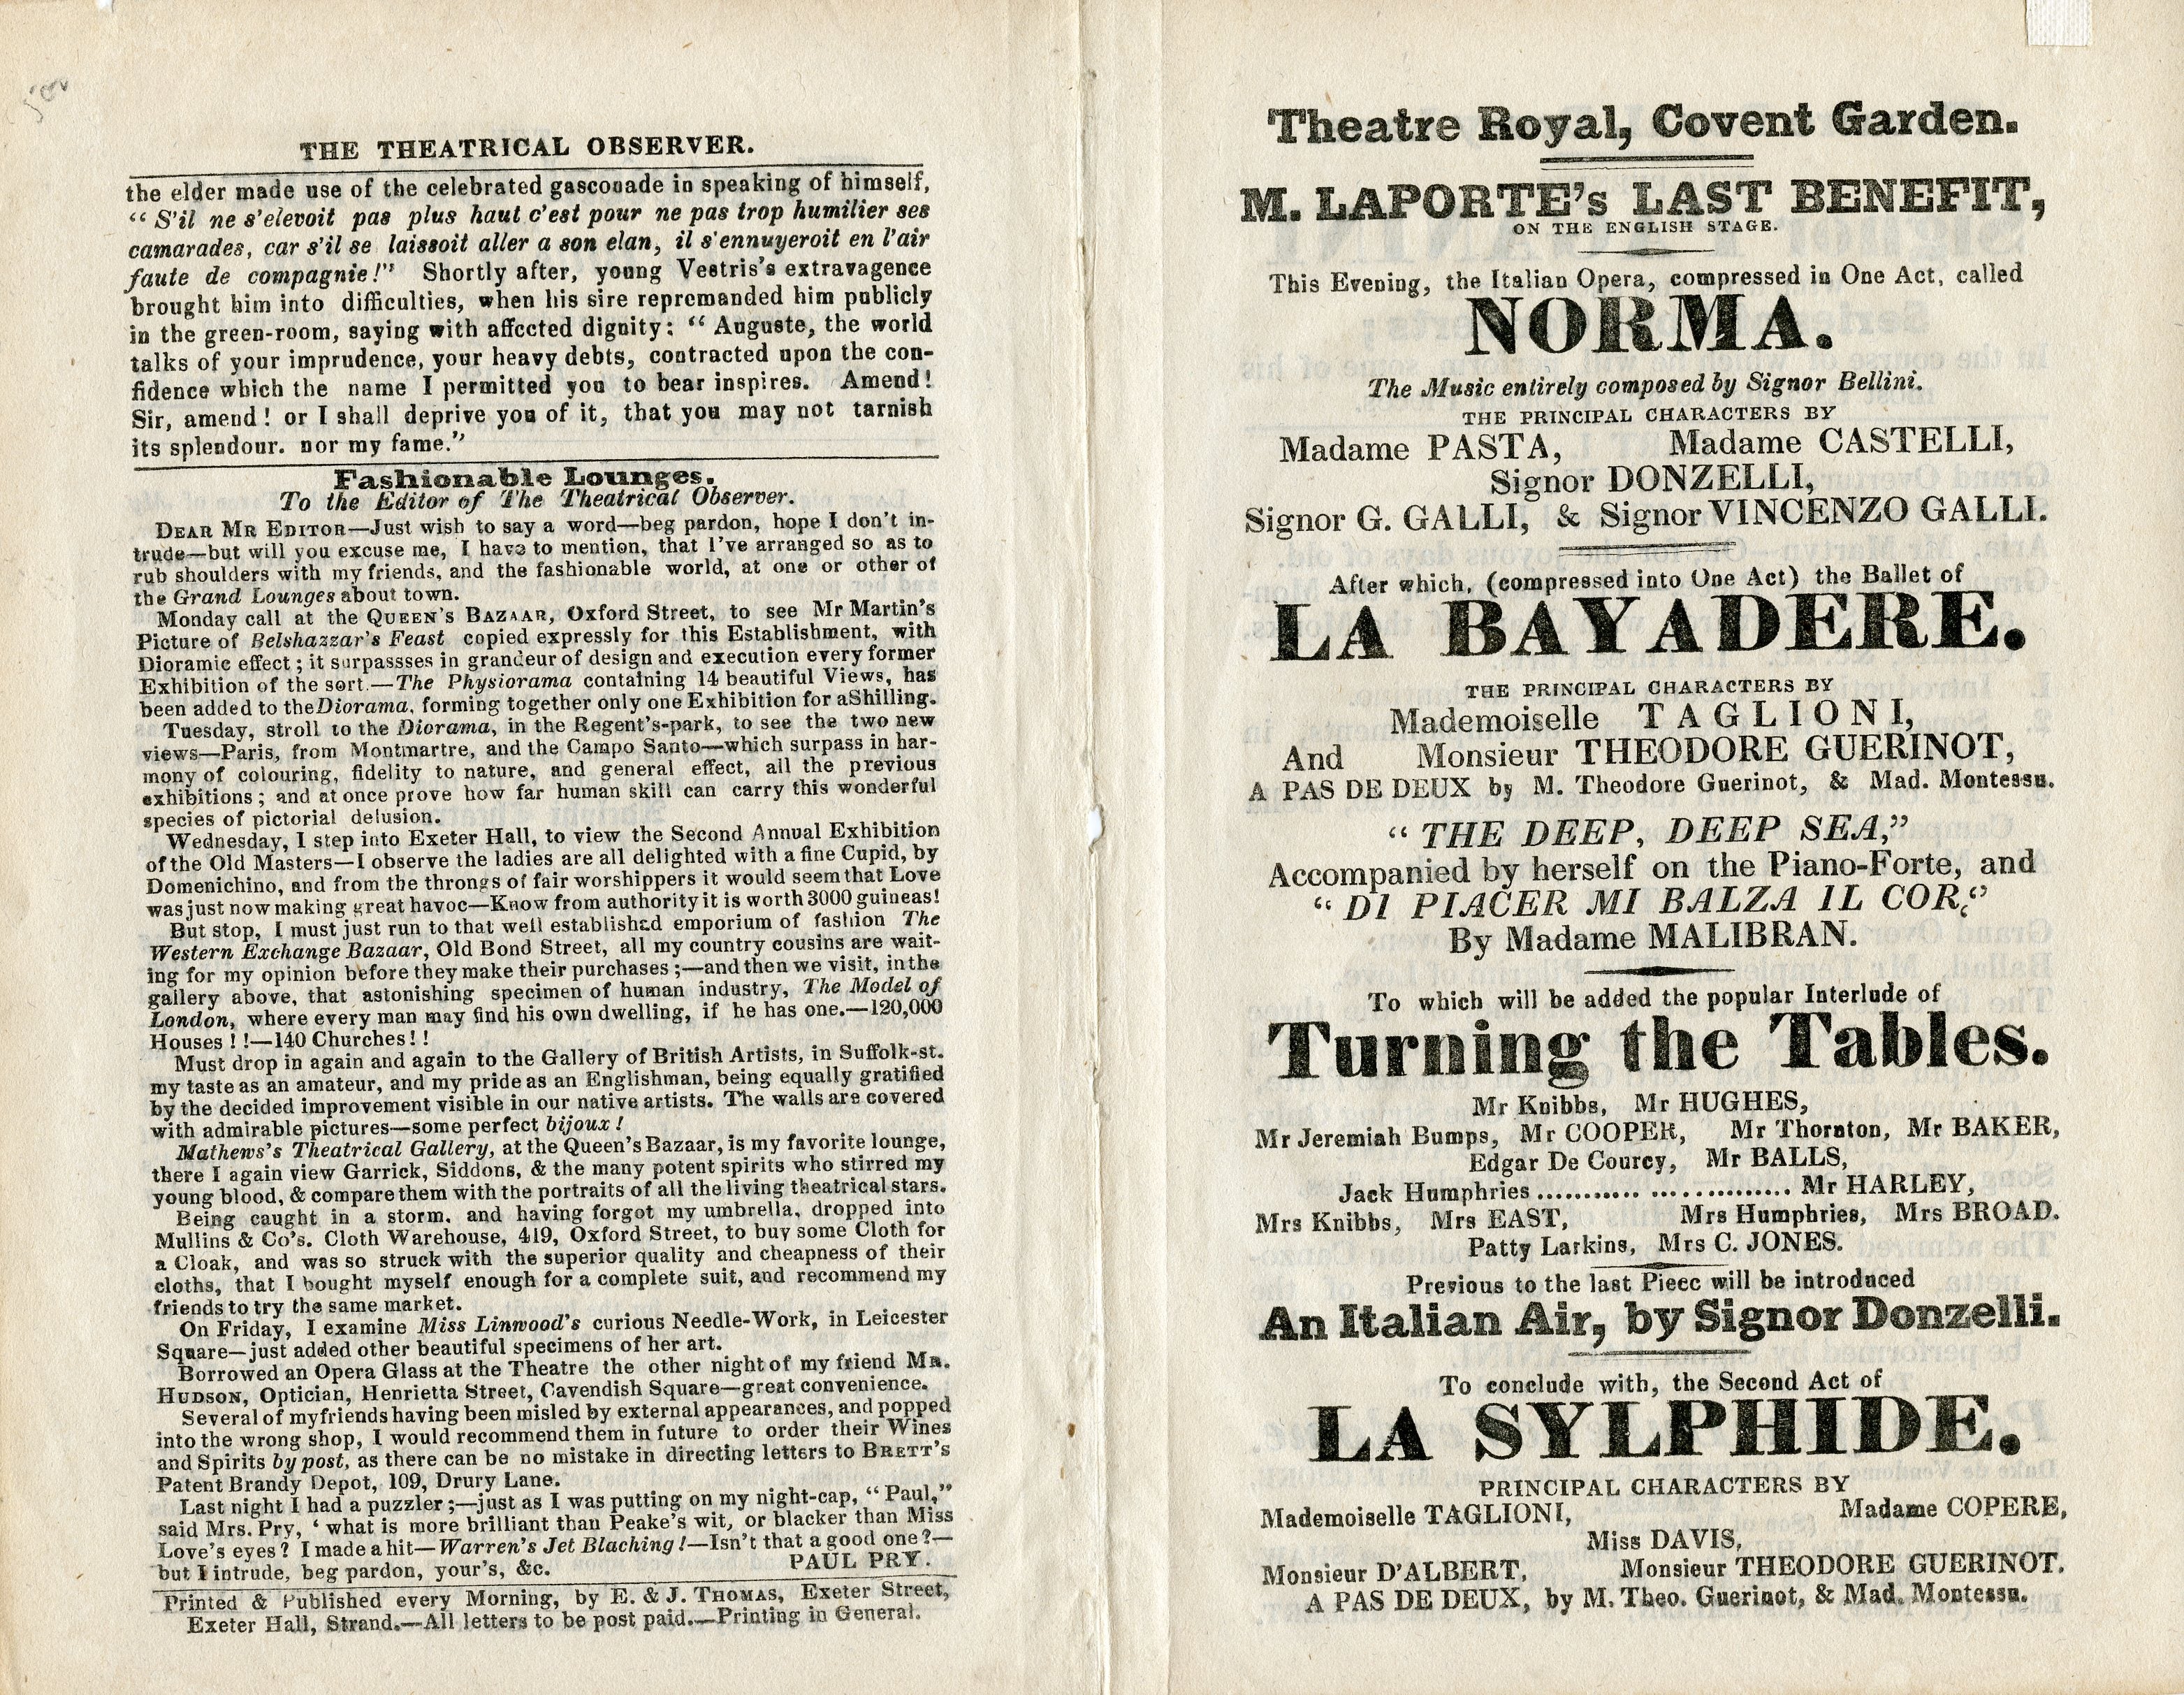 THE THEATRICAL OBSERVER.
the elder made use of the celebrated gasconade in speaking of himself,
“ S'il ne s'elevoit pas plus haut c'est pour ne pas trop humilier ses
camarades, car s'il se laissoit aller a son elan, il s'ennuyeroit en l'air
faute de compagnie!” Shortly after, young Vestris's extravagence
brought him into difficulties, when his sire repremanded him publicly
in the green-room, saying with affected dignity: “ Auguste, the world
talks of your imprudence, your heavy debts, contracted upon the con-
fidence which the name I permitted you to bear inspires. Amend!
Sir, amend! or I shall deprive you of it, that you may not tarnish
its splendour. nor my fame.”
Fashionable Lounges.
To the Editor of The Theatrical Observer.
DEAR MR EDITOR—Just wish to say a word—beg pardon, hope I don't in-
trude—but will you excuse me, I have to mention, that I've arranged so as to
rub shoulders with my friends, and the fashionable world, at one or other of
the Grand Lounges about town.
Monday call at the QUEEN'S BAZAAR, Oxford Street, to see Mr Martin's
Picture of Belshazzar's Feast copied expressly for this Establishment, with
Dioramic effect; it surpassses in grandeur of design and execution every former
Exhibition of the sort.—The Physiorama containing 14 beautiful Views, has
been added to the Diorama, forming together only one Exhibition for a Shilling.
Tuesday, stroll to the Diorama, in the Regent's-park, to see the two new
views—Paris, from Montmartre, and the Campo Santo—which surpass in har-
mony of colouring, fidelity to nature, and general effect, all the previous
exhibitions; and at once prove how far human skill can carry this wonderful
species of pictorial delusion.
Wednesday, I step into Exeter Hall, to view the Second Annual Exhibition
of the Old Masters—I observe the ladies are all delighted with a fine Cupid, by
Domenichino, and from the throngs of fair worshippers it would seem that Love
was just now making great havoc—Know from authority it is worth 3000 guineas!
But stop, I must just run to that well established emporium of fashion The
Western Exchange Bazaar, Old Bond Street, all my country cousins are wait-
ing for my opinion before they make their purchases;—and then we visit, in the
gallery above, that astonishing specimen of human industry, The Model of
London, where every man may find his own dwelling, if he has one.—120,000
Houses!!—140 Churches!!
Must drop in again and again to the Gallery of British Artists, in Suffolk-st.
my taste as an amateur, and my pride as an Englishman, being equally gratified
by the decided improvement visible in our native artists. The walls are covered
with admirable pictures—some perfect bijoux!
Mathews's Theatrical Gallery, at the Queen's Bazaar, is my favorite lounge,
there I again view Garrick, Siddons, & the many potent spirits who stirred my
young blood, & compare them with the portraits of all the living theatrical stars.
Being caught in a storm. and having forgot my umbrella, dropped into
Mullins & Co's. Cloth Warehouse, 419, Oxford Street, to buy some Cloth for
a Cloak, and was so struck with the superior quality and cheapness of their
cloths, that I bought myself enough for a complete suit, and recommend my
friends to try the same market.
On Friday, I examine Miss Linwood's curious Needle-Work, in Leicester
Square—just added other beautiful specimens of her art.
Borrowed an Opera Glass at the Theatre the other night of my friend MR.
HUDSON, Optician, Henrietta Street, Cavendish Square—great convenience.
Several of my friends having been misled by external appearances, and popped
into the wrong shop, I would recommend them in future to order their Wines
and Spirits by post, as there can be no mistake in directing letters to BRETT'S
Patent Brandy Depot, 109, Drury Lane.
Last night I had a puzzler;—just as I was putting on my night-cap, “ Paul,”
said Mrs. Pry, ‘ what is more brilliant than Peake's wit, or blacker than Miss
Love's eyes? I made a hit—Warren's Jet Blaching!—Isn't that a good one?—
but I intrude, beg pardon, your's, &c. PAUL PRY.
Printed & Published every Morning, by E. & J. THOMAS, Exeter Street,
Exeter Hall, Strand.—All letters to be post paid.—Printing in General.
Theatre Royal, Covent Garden.
M. LAPORTE's LAST BENEFIT,
ON THE ENGLISH STAGE.
This Evening, the Italian Opera, compressed in One Act, called
NORMA.
The Music entirely composed by Signor Bellini.
THE PRINCIPAL CHARACTERS BY
Madame PASTA, Madame CASTELLI,
Signor DONZELLI,
Signor G. GALLI, & Signor VINCENZO GALLI.
After which, (compressed into One Act) the Ballet of
LA BAYADERE.
THE PRINCIPAL CHARACTERS BY
Mademoiselle TAGLIONI,
And Monsieur THEODORE GUERINOT,
A PAS DE DEUX by M. Theodore Guerinot, & Mad. Montessu.
“ THE DEEP, DEEP SEA,”
Accompanied by herself on the Piano-Forte, and
“ DI PIACER MI BALZA IL COR,”
By Madame MALIBRAN.
To which will be added the popular Interlude of
Turning the Tables.
Mr Knibbs, Mr HUGHES,
Mr Jeremiah Bumps, Mr COOPER, Mr Thornton, Mr BAKER,
Edgar De Courcy, Mr BALLS,
Jack Humphries ........... .............. Mr HARLEY,
Mrs Knibbs, Mrs EAST, Mrs Humphries, Mrs BROAD.
Patty Larkins, Mrs C. JONES.
Previous to the last Pieec will be introduced
An Italian Air, by Signor Donzelli.
To conclude with, the Second Act of
LA SYLPHIDE.
PRINCIPAL CHARACTERS BY
Mademoiselle TAGLIONI, Madame COPERE,
Miss DAVIS,
Monsieur D'ALBERT, Monsieur THEODORE GUERINOT.
A PAS DE DEUX, by M. Theo. Guerinot, & Mad. Montessu.